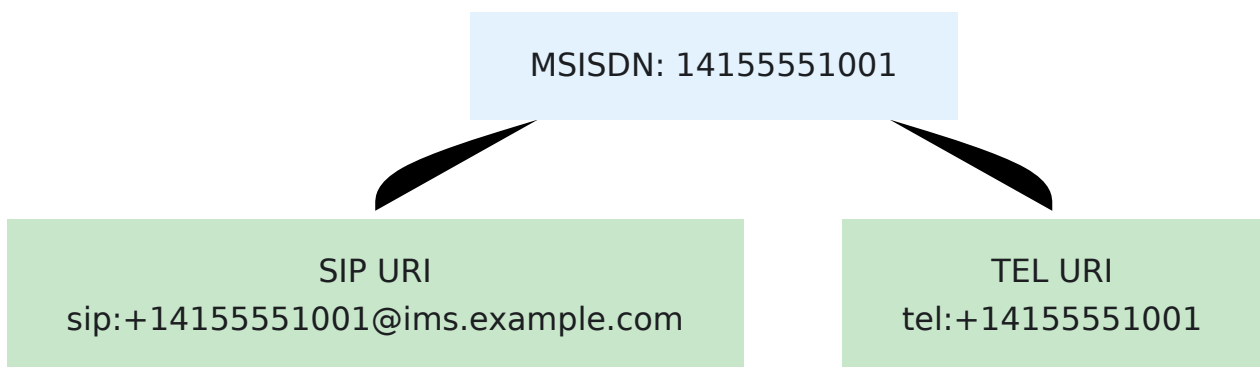 MSISDN: 14155551001
SIP URI
sip:+14155551001@ims.example.com
TEL URI
tel:+14155551001